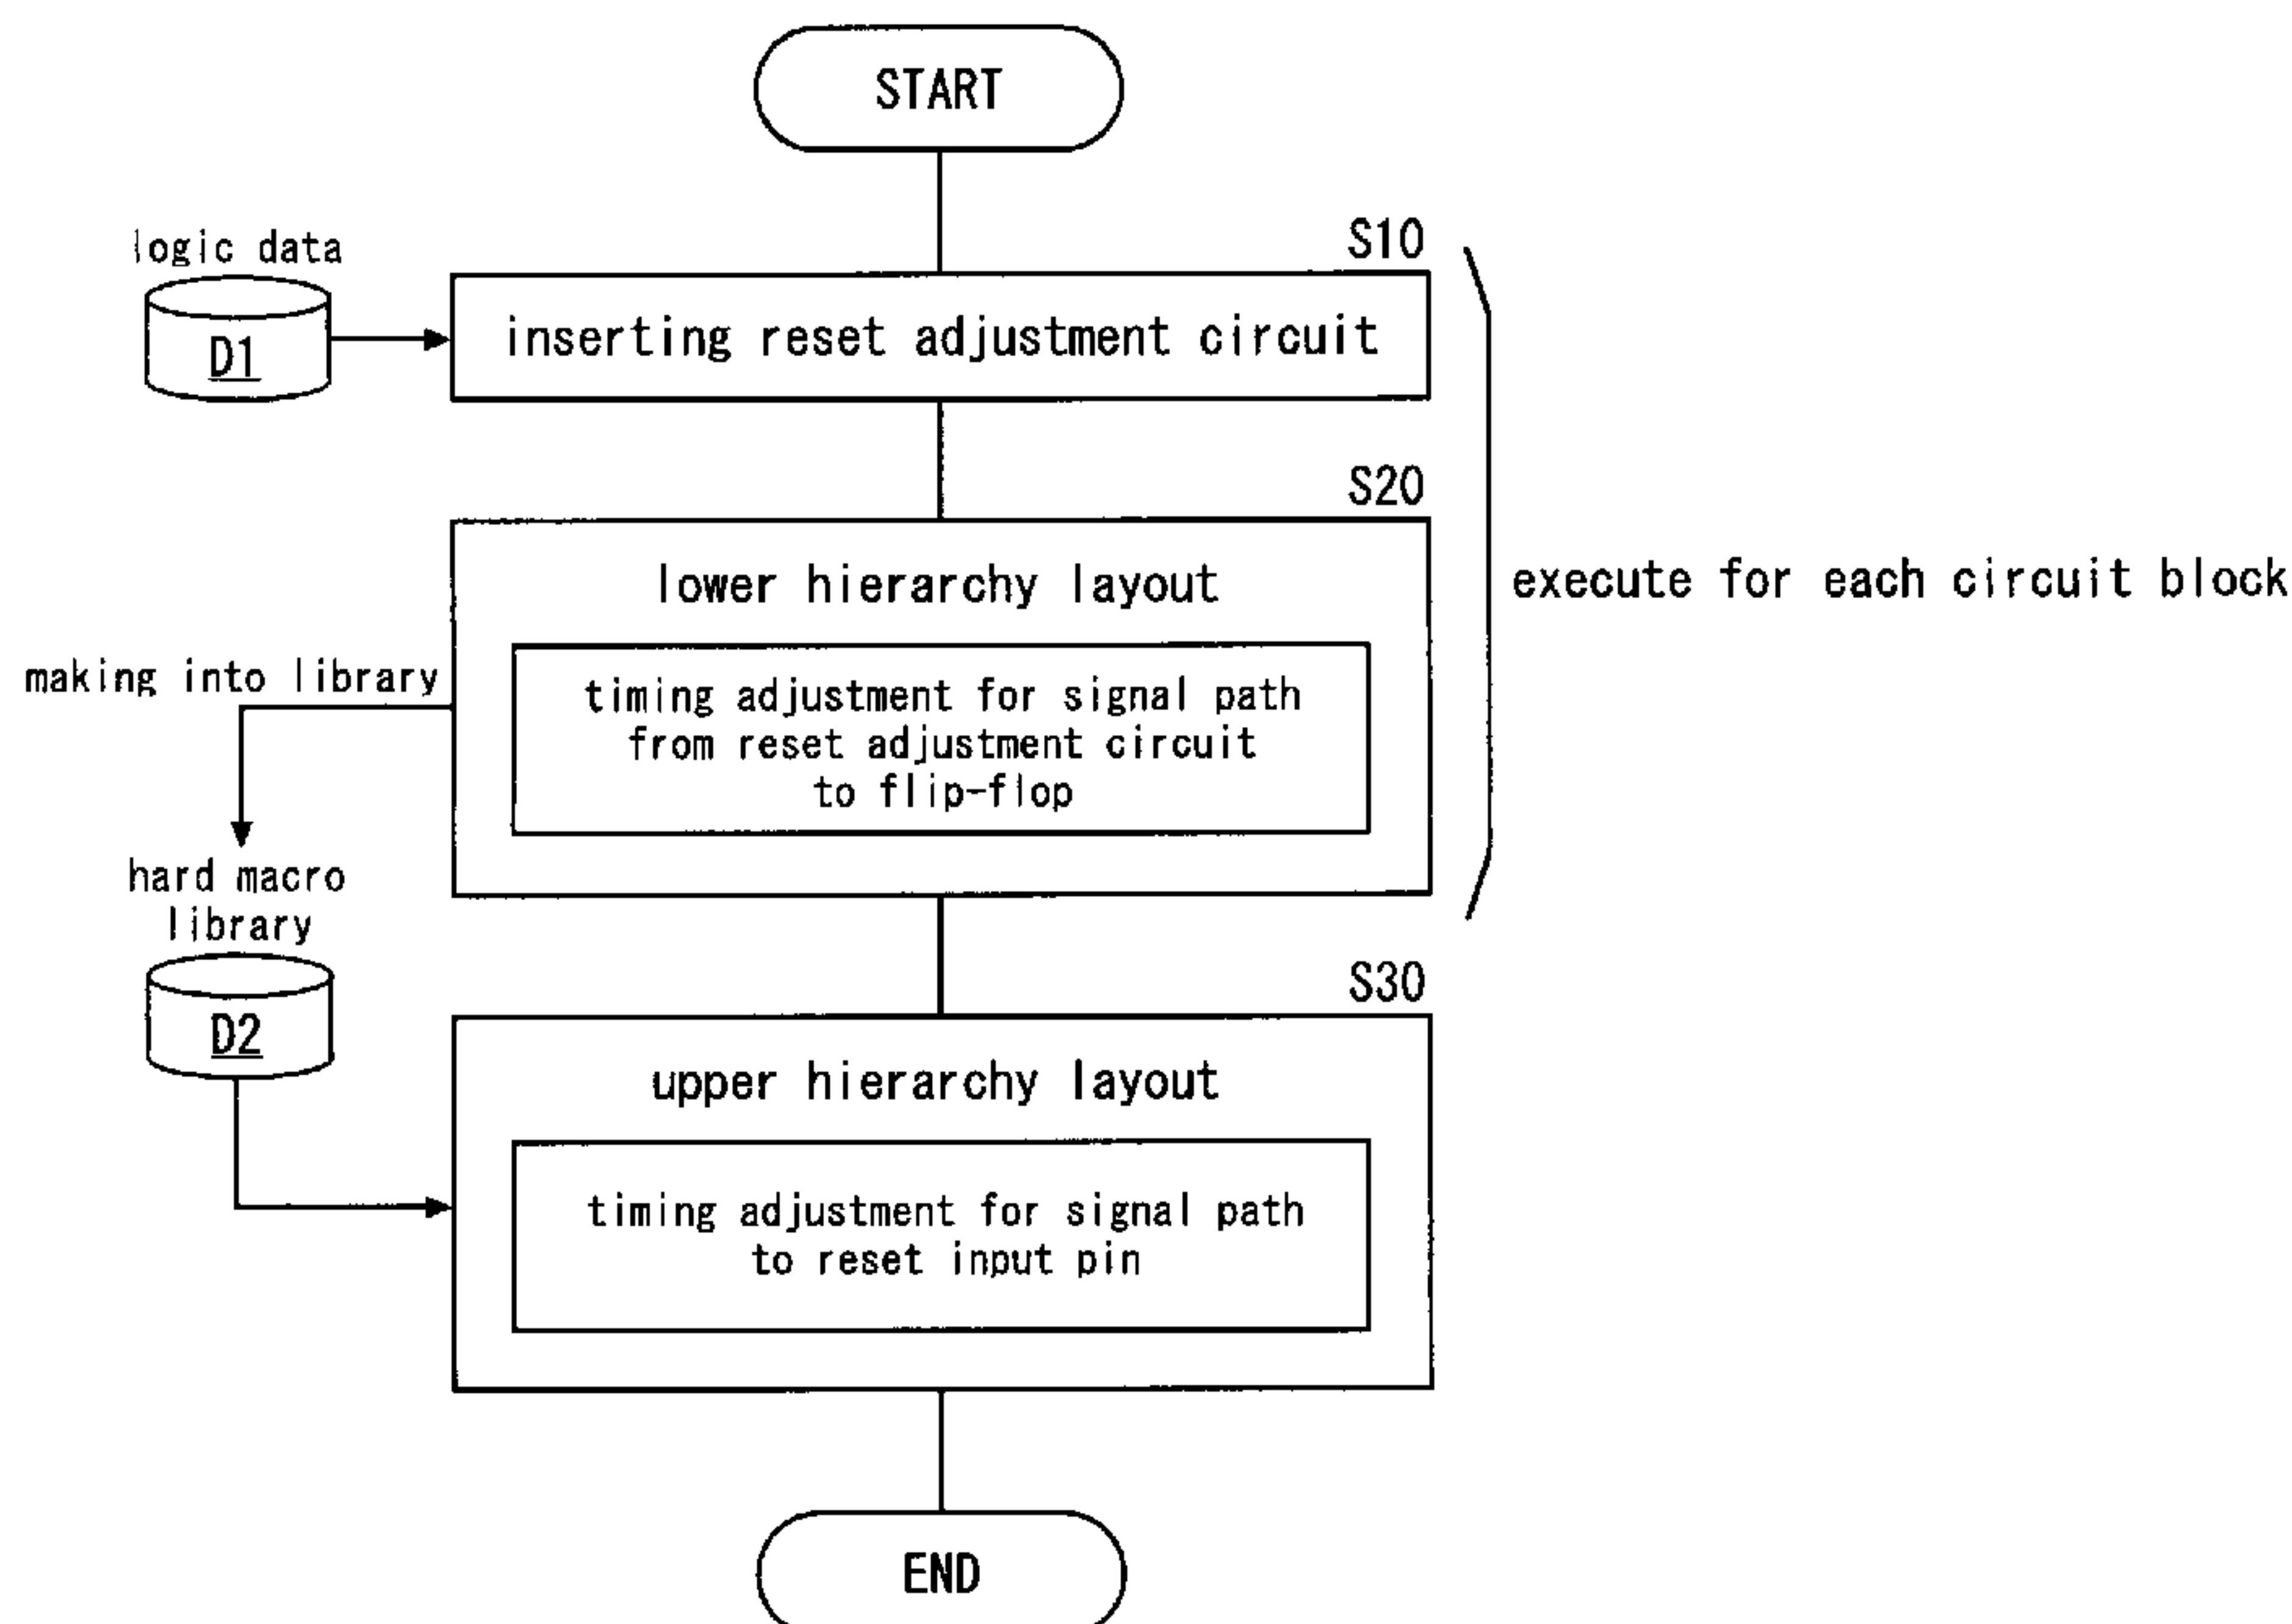 START
logic data
D1
S10
inserting reset adjustment circuit
S20
lower hierarchy layout
execute for each circuit block
making into library
timing adjustment for signal path
from reset adjustment circuit
to flip-flop
hard macro
library
D2
S30
upper hierarchy layout
timing adjustment for signal path
to reset input pin
END